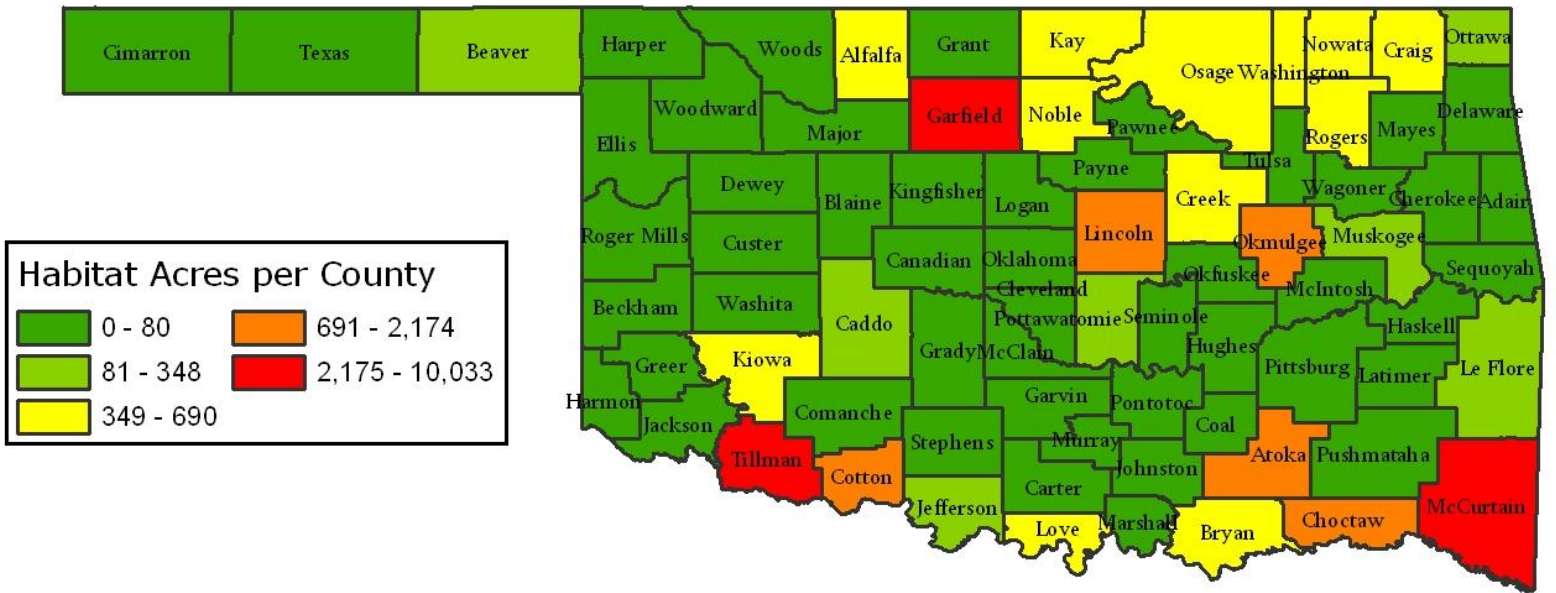 Cimarron
Texas
Beaver
Harper
Woods
Alfalfa
Grant
Kay
Osage
Washington
Nowata
Craig
Ottawa
Ellis
Woodward
Major
Garfield
Noble
Pawnee
Rogers
Mayes
Delaware
Dewey
Blaine
Kingfisher
Logan
Payne
Creek
Tulsa
Wagoner
Cherokee
Adair
Roger Mills
Custer
Canadian
Oklahoma
Lincoln
Okmulgee
Muskogee
Sequoyah
Habitat Acres per County
0 - 80
691 - 2,174
81 - 348
2,175 - 10,033
349 - 690
Beckham
Washita
Caddo
Grady
McClain
Cleveland
Pottawatomie
Seminole
Okfuskee
McIntosh
Hughes
Haskell
Pittsburg
Latimer
Le Flore
Greer
Kiowa
Harmon
Jackson
Comanche
Garvin
Pontotoc
Coal
Stephens
Murray
Tillman
Cotton
Carter
Johnston
Atoka
Pushmataha
Jefferson
Love
Marshall
Bryan
Choctaw
McCurtain